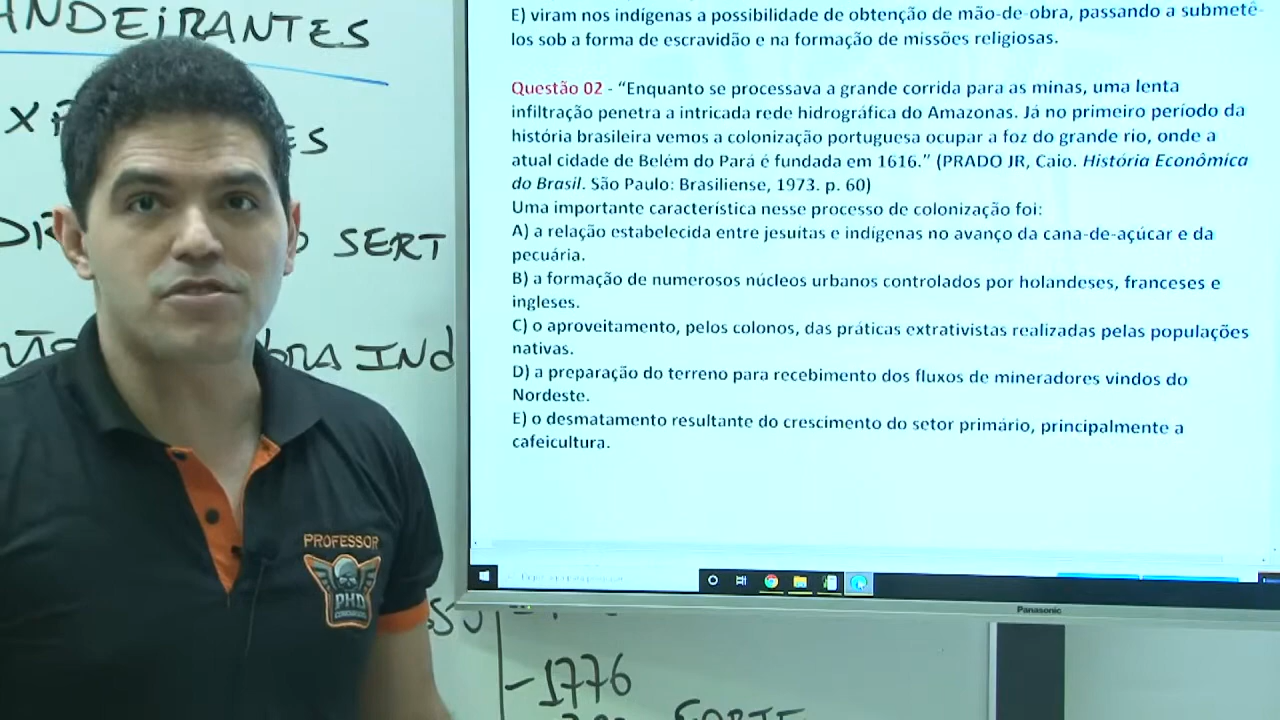 NDEIRANTES
SERT
IND
E) viram nos indígenas a possibilidade de obtenção de mão-de-obra, passando a submetê-
los sob a forma de escravidão e na formação de missões religiosas.
Questão 02 - “Enquanto se processava a grande corrida para as minas, uma lenta
infiltração penetra a intricada rede hidrográfica do Amazonas. Já no primeiro período da
história brasileira vemos a colonização portuguesa ocupar a foz do grande rio, onde a
atual cidade de Belém do Pará é fundada em 1616.” (PRADO JR, Caio. História Econômica
do Brasil. São Paulo: Brasiliense, 1973. p. 60)
Uma importante característica nesse processo de colonização foi:
A) a relação estabelecida entre jesuítas e indígenas no avanço da cana-de-açúcar e da
pecuária.
B) a formação de numerosos núcleos urbanos controlados por holandeses, franceses e
ingleses.
C) o aproveitamento, pelos colonos, das práticas extrativistas realizadas pelas populações
nativas.
D) a preparação do terreno para recebimento dos fluxos de mineradores vindos do
Nordeste.
E) o desmatamento resultante do crescimento do setor primário, principalmente a
cafeicultura.
Panasonic
PROFESSOR
PHD
CONCURSOS
- 1776
FORTE